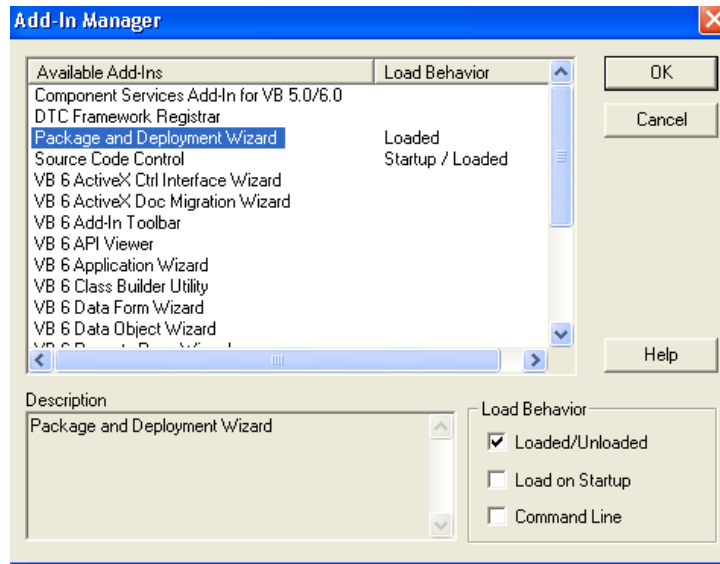 Add-In Manager
Available Add-Ins Load Behavior
Component Services Add-In for VB 5.0/6.0
DTC Framework Registrar
Package and Deployment Wizard Loaded
Source Code Control Startup / Loaded
VB 6 ActiveX Ctrl Interface Wizard
VB 6 ActiveX Doc Migration Wizard
VB 6 Add-In Toolbar
VB 6 API Viewer
VB 6 Application Wizard
VB 6 Class Builder Utility
VB 6 Data Form Wizard
VB 6 Data Object Wizard
OK
Cancel
Help
Description
Package and Deployment Wizard
Load Behavior
Loaded/Unloaded
Load on Startup
Command Line